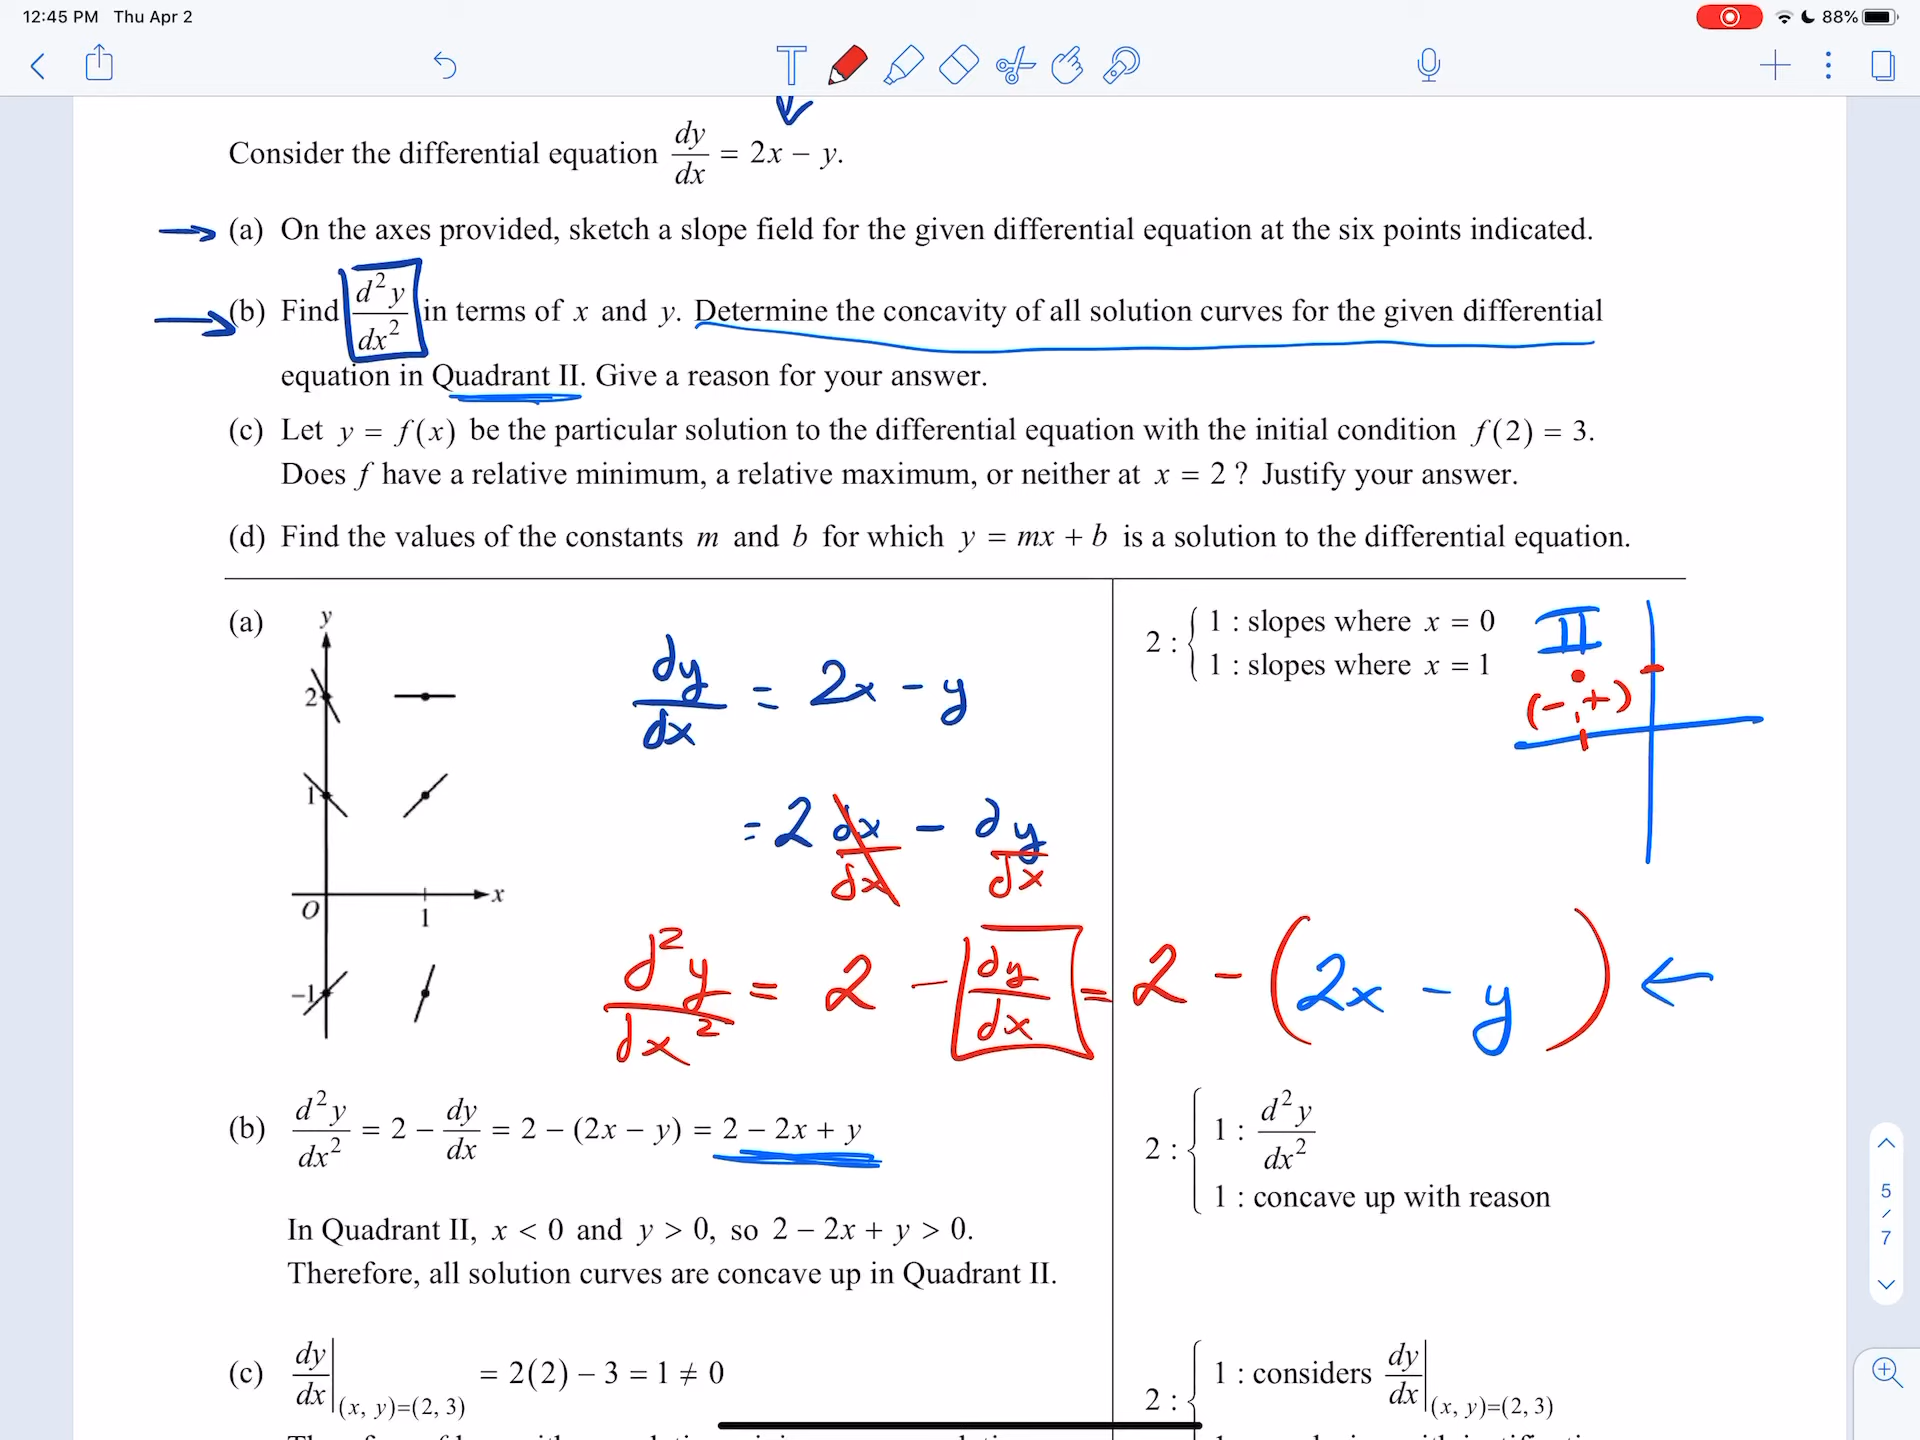 12:45 PM Thu Apr 2
88%
T
Consider the differential equation dy/dx = 2x − y.
(a) On the axes provided, sketch a slope field for the given differential equation at the six points indicated.
(b) Find d²y/dx² in terms of x and y. Determine the concavity of all solution curves for the given differential
equation in Quadrant II. Give a reason for your answer.
(c) Let y = f(x) be the particular solution to the differential equation with the initial condition f(2) = 3.
Does f have a relative minimum, a relative maximum, or neither at x = 2 ? Justify your answer.
(d) Find the values of the constants m and b for which y = mx + b is a solution to the differential equation.
(a)
y
2
1
O
1
x
−1
dy/dx = 2x − y
= 2 dx/dx − dy/dx
d²y/dx² = 2 − dy/dx = 2 − (2x − y) ←
2 : { 1 : slopes where x = 0
1 : slopes where x = 1
II
(−,+)
(b) d²y/dx² = 2 − dy/dx = 2 − (2x − y) = 2 − 2x + y
In Quadrant II, x < 0 and y > 0, so 2 − 2x + y > 0.
Therefore, all solution curves are concave up in Quadrant II.
2 : { 1 : d²y/dx²
1 : concave up with reason
5
/
7
(c) dy/dx|(x, y)=(2, 3) = 2(2) − 3 = 1 ≠ 0
2 : { 1 : considers dy/dx|(x, y)=(2, 3)